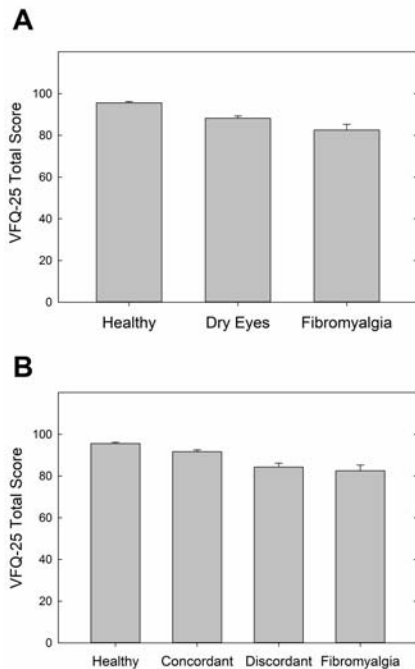 A
VFQ-25 Total Score
100
80
60
40
20
0
Healthy Dry Eyes Fibromyalgia
B
VFQ-25 Total Score
100
80
60
40
20
0
Healthy Concordant Discordant Fibromyalgia